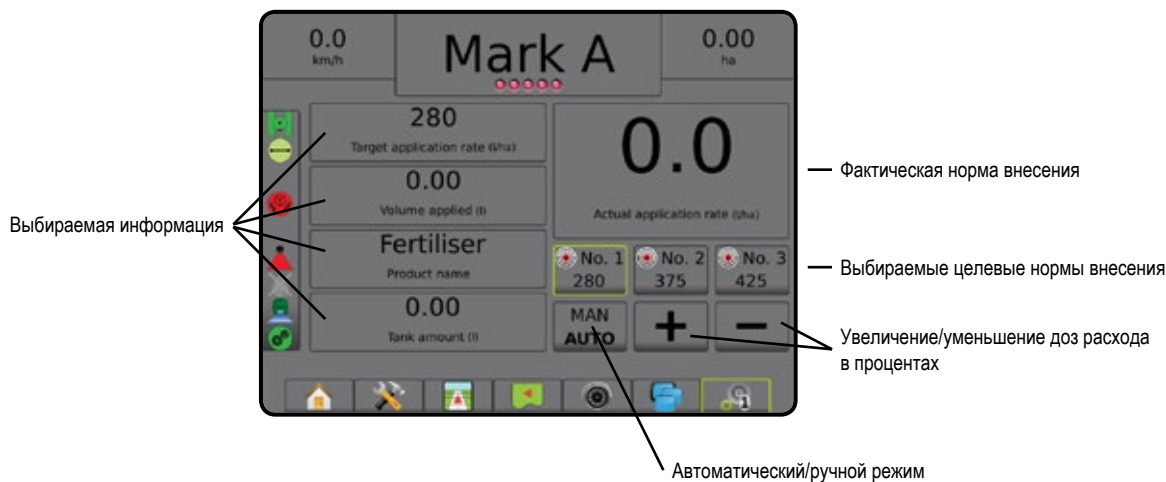 0.0
km/h
Mark A
0.00
ha
280
Target application rate (l/ha)
0.00
Volume applied (l)
Fertiliser
Product name
0.00
Tank amount (l)
0.0
Actual application rate (l/ha)
No. 1
280
No. 2
375
No. 3
425
MAN
AUTO
+
−
1
Выбираемая информация
Фактическая норма внесения
Выбираемые целевые нормы внесения
Увеличение/уменьшение доз расхода
в процентах
Автоматический/ручной режим